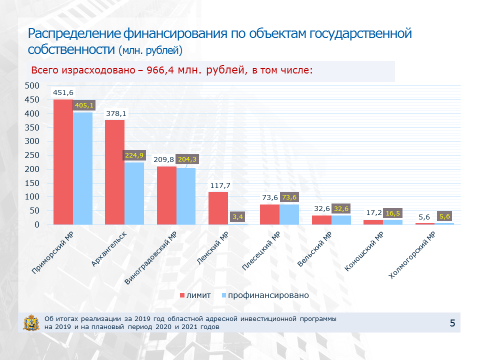 Распределение финансирования по объектам государственной
собственности (млн. рублей)
Всего израсходовано – 966,4 млн. рублей, в том числе:
500
450
400
350
300
250
200
150
100
50
0
451,6
405,1
378,1
224,9
209,8
204,3
117,7
3,4
73,6
73,6
32,6
32,6
17,2
16,5
5,6
5,6
Приморский МР
Архангельск
Виноградовский МР
Ленский МР
Плесецкий МР
Вельский МР
Коношский МР
Холмогорский МР
лимит
профинансировано
Об итогах реализации за 2019 год областной адресной инвестиционной программы
на 2019 и на плановый период 2020 и 2021 годов
5